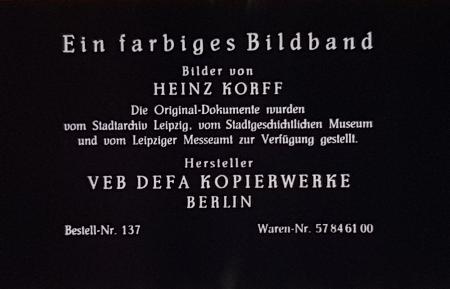 Ein farbiges Bildband
Bilder von
HEINZ KORFF
Die Original-Dokumente wurden
vom Stadtarchiv Leipzig, vom Stadtgeschichtlichen Museum
und vom Leipziger Messeamt zur Verfügung gestellt.
Hersteller
VEB DEFA KOPIERWERKE
BERLIN
Bestell-Nr. 137 Waren-Nr. 57 84 61 00